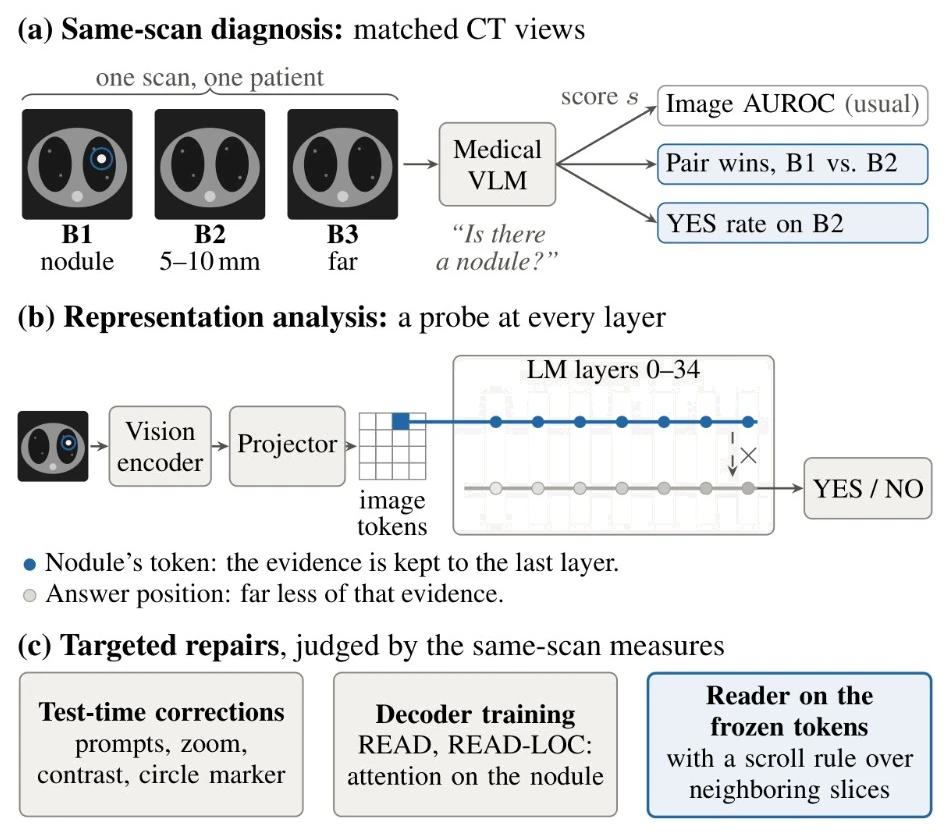 (a) Same-scan diagnosis: matched CT views
one scan, one patient
B1
nodule
B2
5–10 mm
B3
far
Medical
VLM
“Is there
a nodule?”
score s
Image AUROC (usual)
Pair wins, B1 vs. B2
YES rate on B2
(b) Representation analysis: a probe at every layer
Vision
encoder
Projector
image
tokens
LM layers 0–34
YES / NO
Nodule’s token: the evidence is kept to the last layer.
Answer position: far less of that evidence.
(c) Targeted repairs, judged by the same-scan measures
Test-time corrections
prompts, zoom,
contrast, circle marker
Decoder training
READ, READ-LOC:
attention on the nodule
Reader on the
frozen tokens
with a scroll rule over
neighboring slices